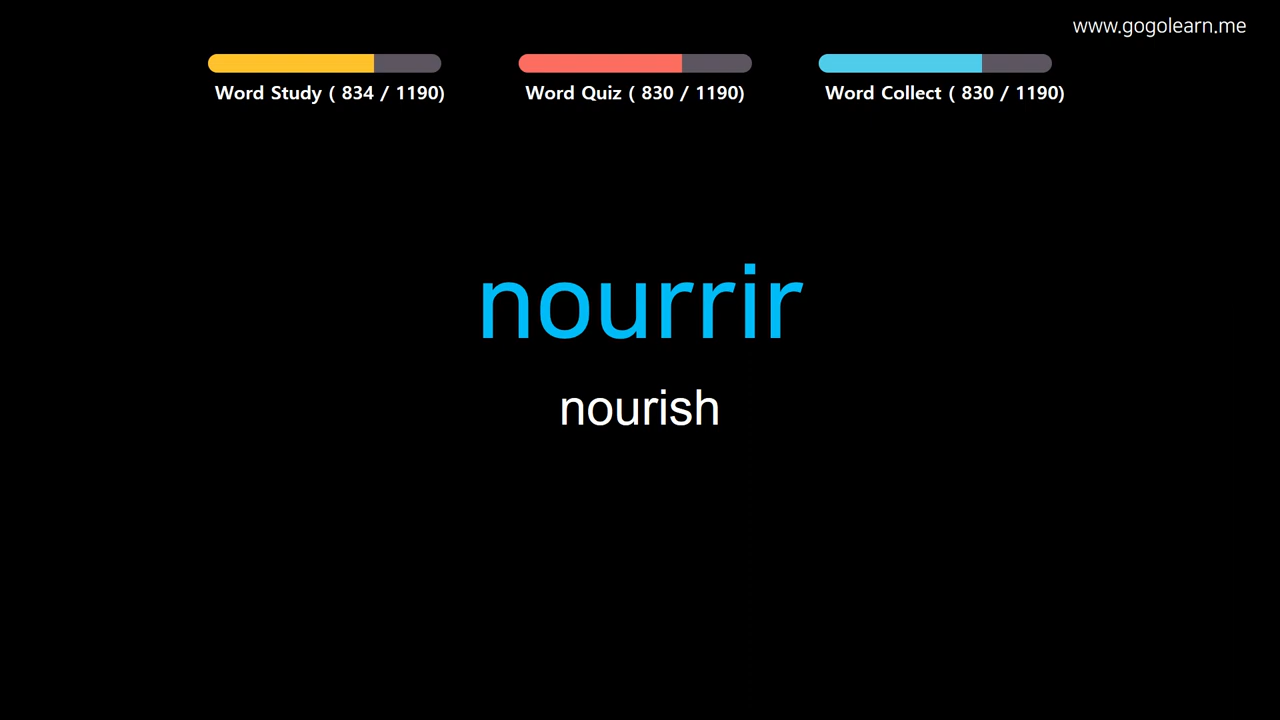 www.gogolearn.me
Word Study ( 834 / 1190)
Word Quiz ( 830 / 1190)
Word Collect ( 830 / 1190)
nourrir
nourish